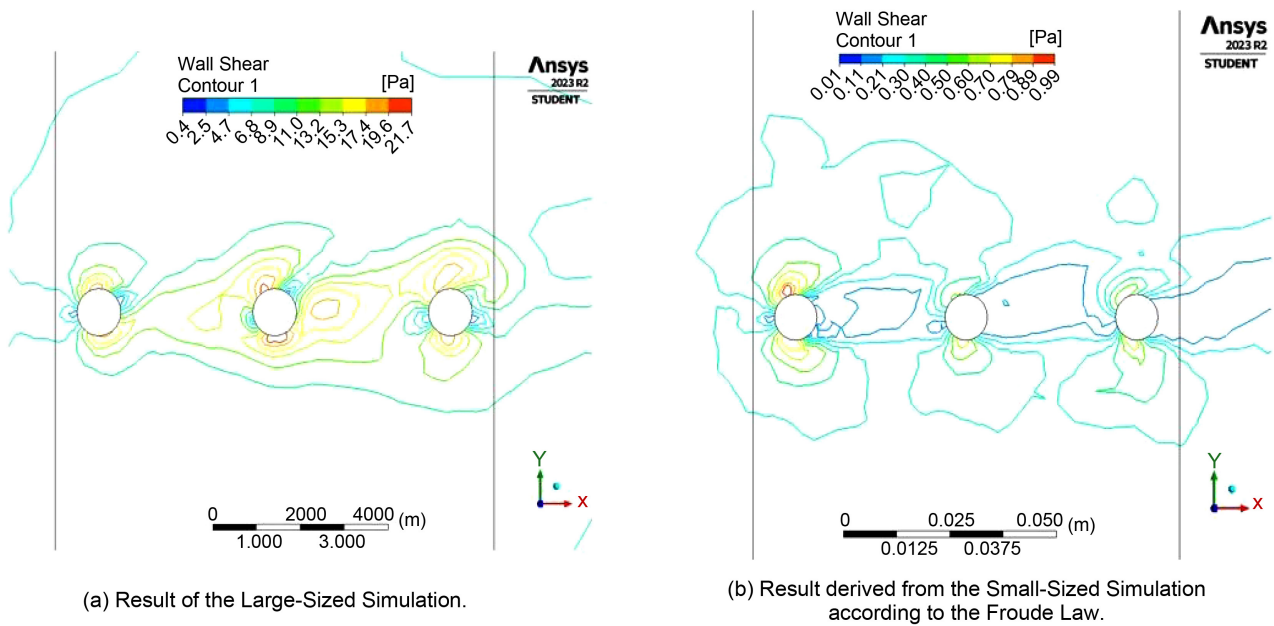 Wall Shear
Contour 1
[Pa]
Ansys
2023 R2
STUDENT
0.4
2.5
4.7
6.8
8.9
11.0
13.2
15.3
17.4
19.6
21.7
Y
X
0 2000 4000 (m)
1.000 3.000
(a) Result of the Large-Sized Simulation.
Wall Shear
Contour 1
[Pa]
Ansys
2023 R2
STUDENT
0.01
0.11
0.21
0.30
0.40
0.50
0.60
0.70
0.79
0.89
0.99
Y
X
0 0.025 0.050 (m)
0.0125 0.0375
(b) Result derived from the Small-Sized Simulation
according to the Froude Law.